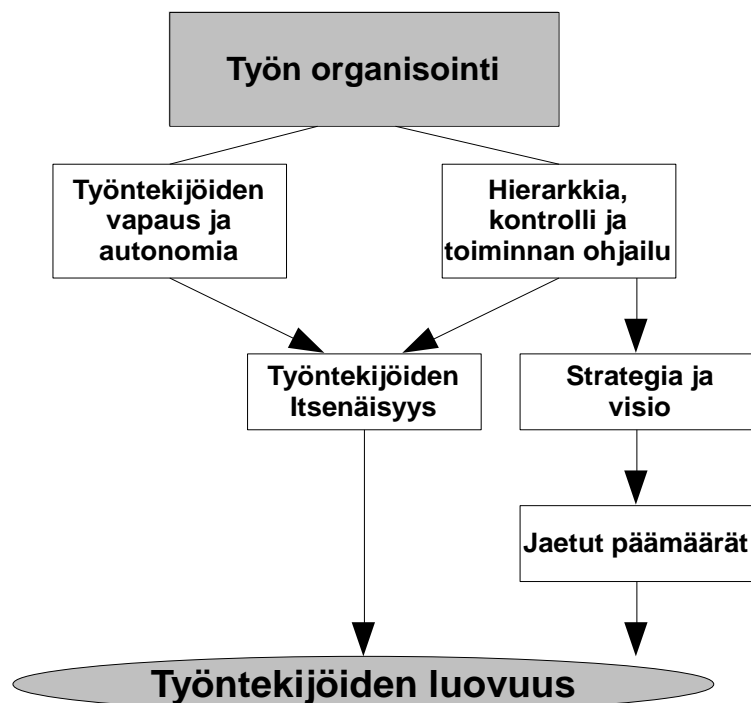 Työn organisointi
Työntekijöiden
vapaus ja
autonomia
Hierarkkia,
kontrolli ja
toiminnan ohjailu
Työntekijöiden
Itsenäisyys
Strategia ja
visio
Jaetut päämäärät
Työntekijöiden luovuus